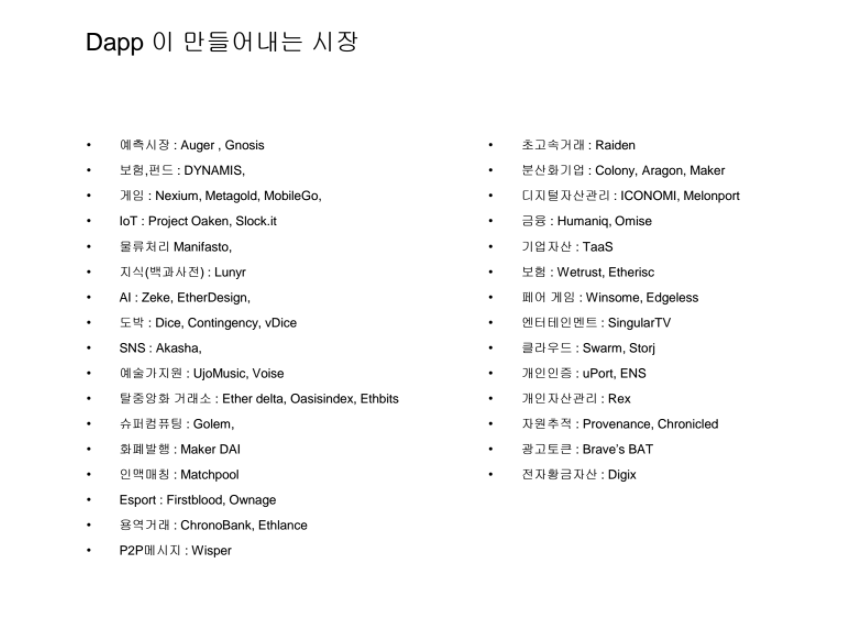 Dapp 이 만들어내는 시장
• 예측시장 : Auger , Gnosis
• 보험,펀드 : DYNAMIS,
• 게임 : Nexium, Metagold, MobileGo,
• IoT : Project Oaken, Slock.it
• 물류처리 Manifasto,
• 지식(백과사전) : Lunyr
• AI : Zeke, EtherDesign,
• 도박 : Dice, Contingency, vDice
• SNS : Akasha,
• 예술가지원 : UjoMusic, Voise
• 탈중앙화 거래소 : Ether delta, Oasisindex, Ethbits
• 슈퍼컴퓨팅 : Golem,
• 화폐발행 : Maker DAI
• 인맥매칭 : Matchpool
• Esport : Firstblood, Ownage
• 용역거래 : ChronoBank, Ethlance
• P2P메시지 : Wisper
• 초고속거래 : Raiden
• 분산화기업 : Colony, Aragon, Maker
• 디지털자산관리 : ICONOMI, Melonport
• 금융 : Humaniq, Omise
• 기업자산 : TaaS
• 보험 : Wetrust, Etherisc
• 페어 게임 : Winsome, Edgeless
• 엔터테인멘트 : SingularTV
• 클라우드 : Swarm, Storj
• 개인인증 : uPort, ENS
• 개인자산관리 : Rex
• 자원추적 : Provenance, Chronicled
• 광고토큰 : Brave’s BAT
• 전자황금자산 : Digix